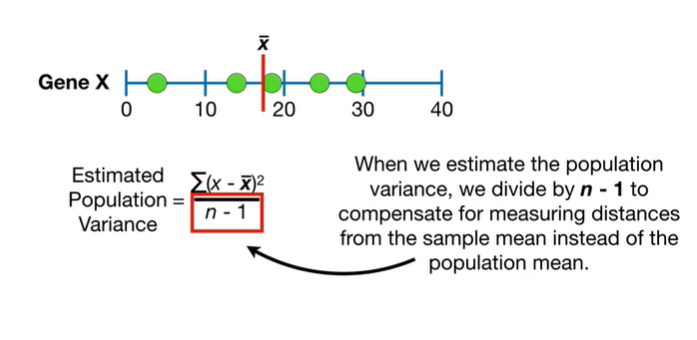 x̄
Gene X
0 10 20 30 40
Estimated
Population =
Variance
∑(x - x̄)²
n - 1
When we estimate the population
variance, we divide by n - 1 to
compensate for measuring distances
from the sample mean instead of the
population mean.